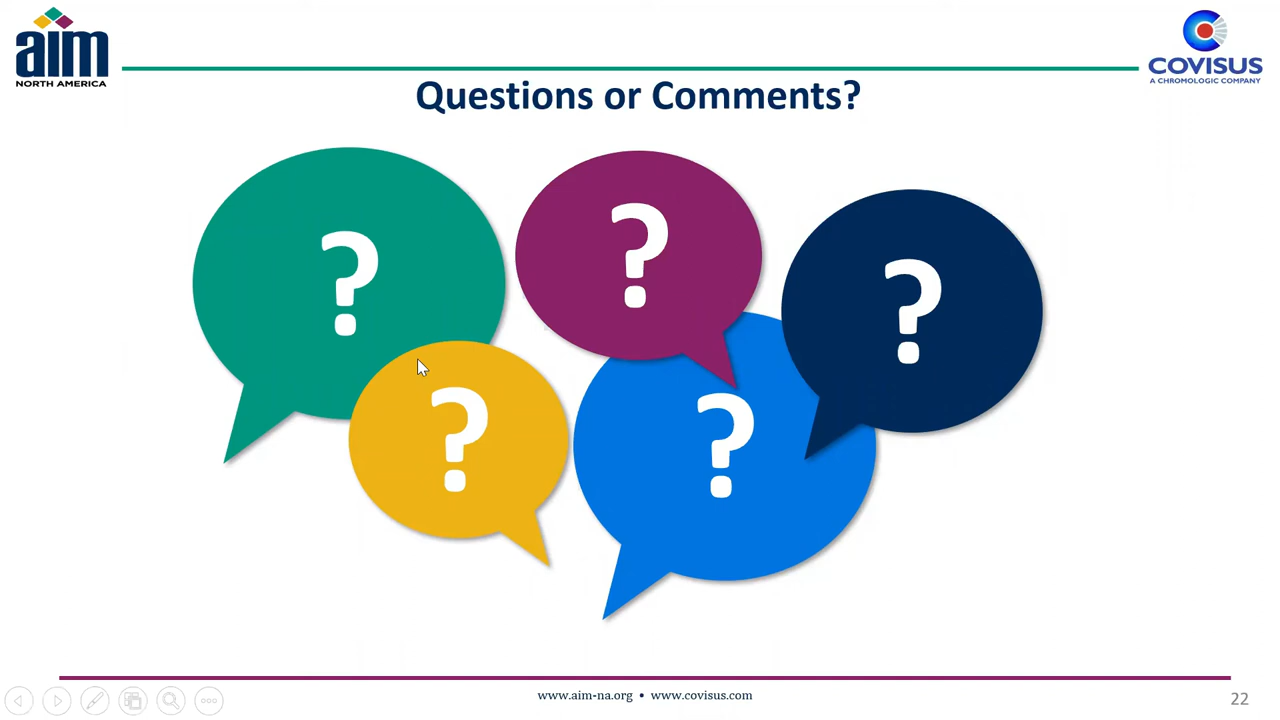 aim
NORTH AMERICA
COVISUS
A CHROMOLOGIC COMPANY
Questions or Comments?
?
?
?
?
?
www.aim-na.org • www.covisus.com
22